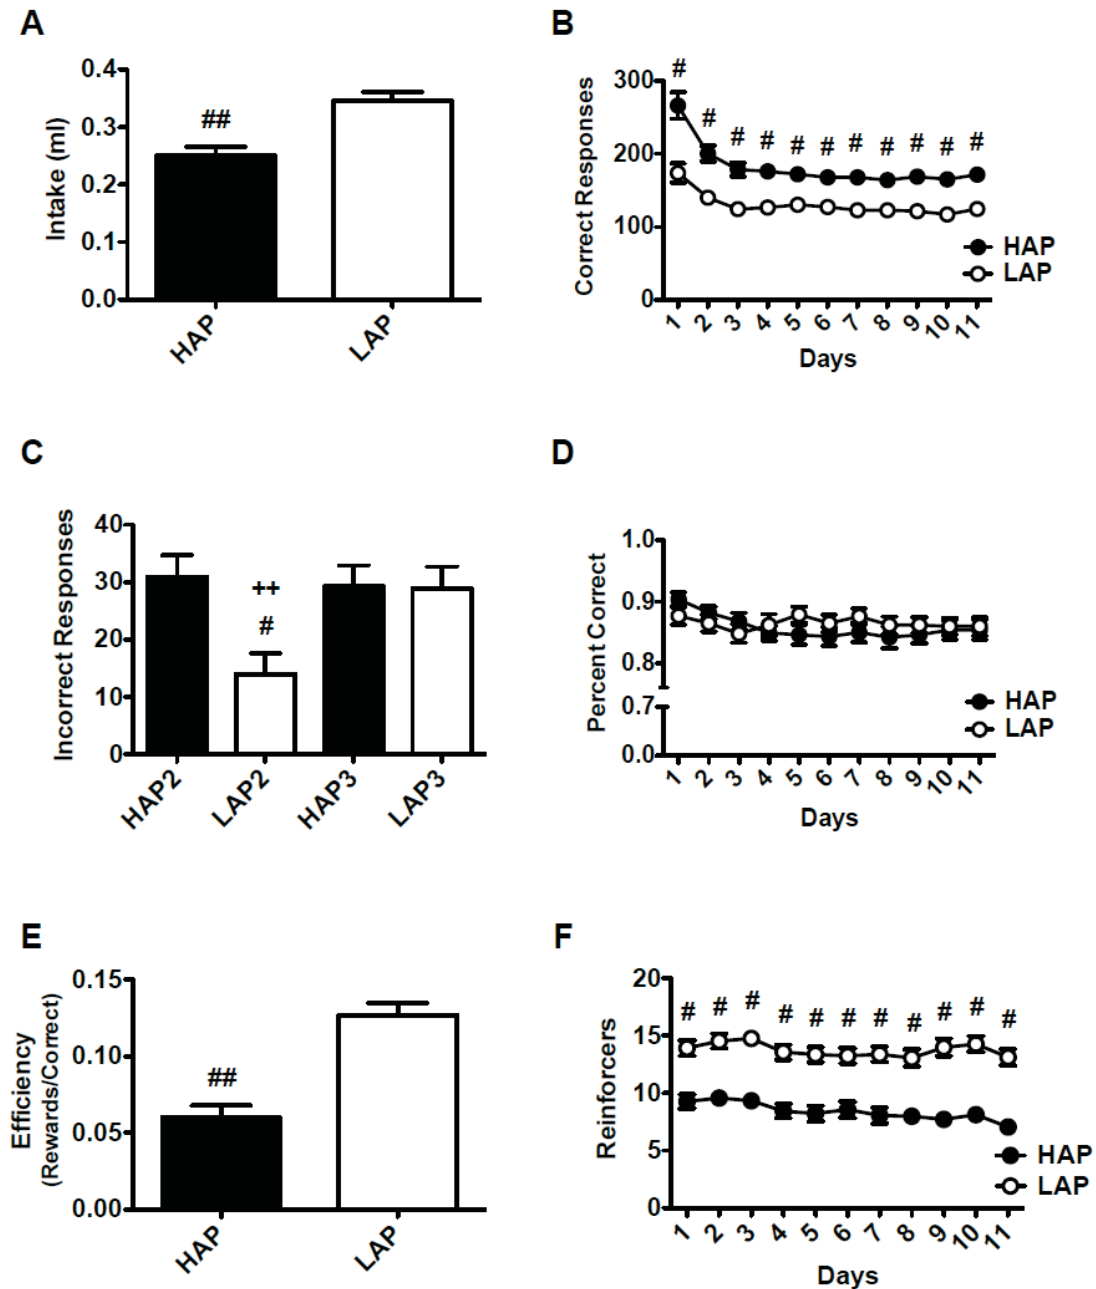 A
Intake (ml)
0.4
0.3
0.2
0.1
0.0
##
HAP
LAP
B
Correct Responses
300
200
100
0
# # # # # # # # # # #
HAP
LAP
1 2 3 4 5 6 7 8 9 10 11
Days
C
Incorrect Responses
40
30
20
10
0
++
#
HAP2
LAP2
HAP3
LAP3
D
Percent Correct
1.0
0.9
0.8
0.7
0.0
HAP
LAP
1 2 3 4 5 6 7 8 9 10 11
Days
E
Efficiency
(Rewards/Correct)
0.15
0.10
0.05
0.00
##
HAP
LAP
F
Reinforcers
20
15
10
5
0
# # # # # # # # # # #
HAP
LAP
1 2 3 4 5 6 7 8 9 10 11
Days